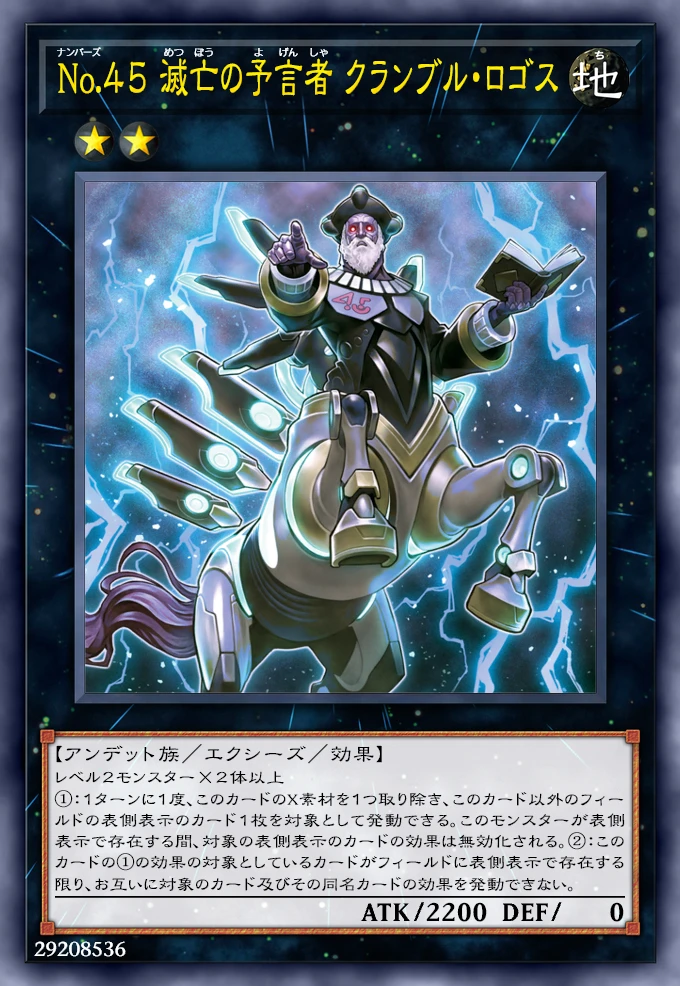 ナンバーズ めつ ぼう よ げん しゃ
No.45 滅亡の予言者 クランブル・ロゴス
ち
地
45
【アンデット族／エクシーズ／効果】
レベル2モンスター×2体以上
①：1ターンに1度、このカードのX素材を1つ取り除き、このカード以外のフィー
ルドの表側表示のカード1枚を対象として発動できる。このモンスターが表側
表示で存在する間、対象の表側表示のカードの効果は無効化される。②：この
カードの①の効果の対象としているカードがフィールドに表側表示で存在する
限り、お互いに対象のカード及びその同名カードの効果を発動できない。
ATK/2200 DEF/ 0
29208536